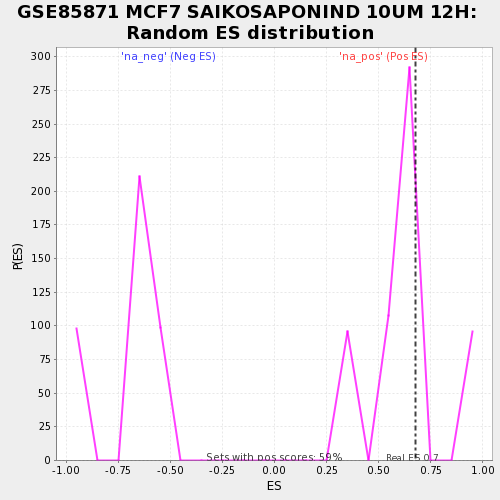 GSE85871 MCF7 SAIKOSAPONIND 10UM 12H:
Random ES distribution
'na_neg' (Neg ES)
'na_pos' (Pos ES)
300
275
250
225
200
175
150
125
100
75
50
25
0
P(ES)
Sets with pos scores: 59%
Real ES 0.7
-1.00
-0.75
-0.50
-0.25
0.00
0.25
0.50
0.75
1.00
ES